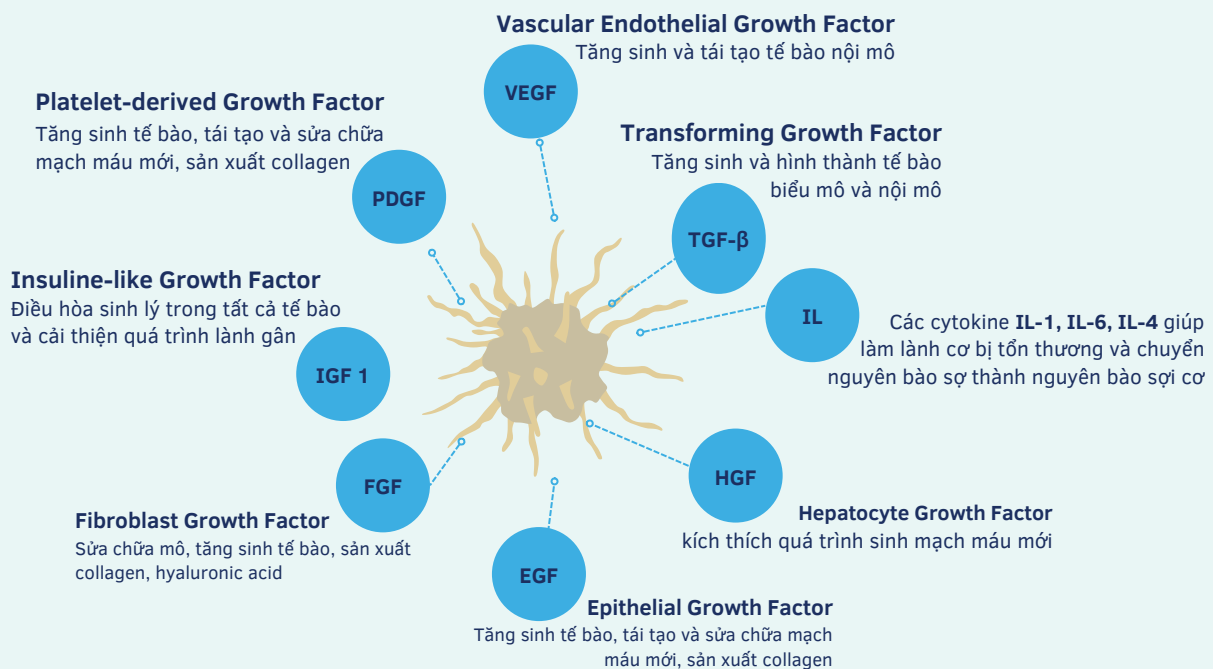 Vascular Endothelial Growth Factor
Tăng sinh và tái tạo tế bào nội mô
VEGF
Platelet-derived Growth Factor
Tăng sinh tế bào, tái tạo và sửa chữa
mạch máu mới, sản xuất collagen
PDGF
Transforming Growth Factor
Tăng sinh và hình thành tế bào
biểu mô và nội mô
TGF-β
Insuline-like Growth Factor
Điều hòa sinh lý trong tất cả tế bào
và cải thiện quá trình lành gân
IGF 1
IL
Các cytokine IL-1, IL-6, IL-4 giúp
làm lành cơ bị tổn thương và chuyển
nguyên bào sợ thành nguyên bào sợi cơ
FGF
Fibroblast Growth Factor
Sửa chữa mô, tăng sinh tế bào, sản xuất
collagen, hyaluronic acid
HGF
Hepatocyte Growth Factor
kích thích quá trình sinh mạch máu mới
EGF
Epithelial Growth Factor
Tăng sinh tế bào, tái tạo và sửa chữa mạch
máu mới, sản xuất collagen